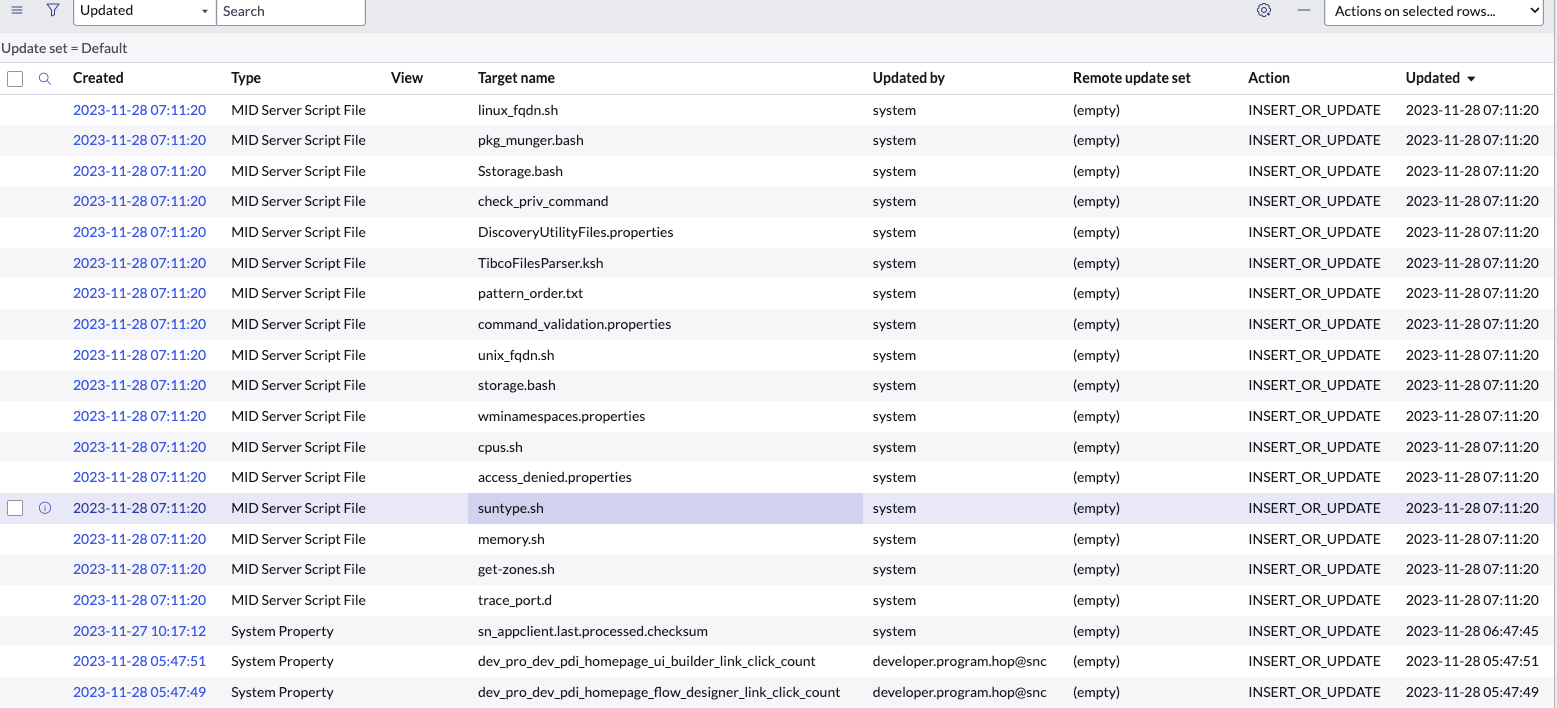 Updated Search Actions on selected rows...
Update set = Default
Created Type View Target name Updated by Remote update set Action Updated
2023-11-28 07:11:20 MID Server Script File linux_fqdn.sh system (empty) INSERT_OR_UPDATE 2023-11-28 07:11:20
2023-11-28 07:11:20 MID Server Script File pkg_munger.bash system (empty) INSERT_OR_UPDATE 2023-11-28 07:11:20
2023-11-28 07:11:20 MID Server Script File Sstorage.bash system (empty) INSERT_OR_UPDATE 2023-11-28 07:11:20
2023-11-28 07:11:20 MID Server Script File check_priv_command system (empty) INSERT_OR_UPDATE 2023-11-28 07:11:20
2023-11-28 07:11:20 MID Server Script File DiscoveryUtilityFiles.properties system (empty) INSERT_OR_UPDATE 2023-11-28 07:11:20
2023-11-28 07:11:20 MID Server Script File TibcoFilesParser.ksh system (empty) INSERT_OR_UPDATE 2023-11-28 07:11:20
2023-11-28 07:11:20 MID Server Script File pattern_order.txt system (empty) INSERT_OR_UPDATE 2023-11-28 07:11:20
2023-11-28 07:11:20 MID Server Script File command_validation.properties system (empty) INSERT_OR_UPDATE 2023-11-28 07:11:20
2023-11-28 07:11:20 MID Server Script File unix_fqdn.sh system (empty) INSERT_OR_UPDATE 2023-11-28 07:11:20
2023-11-28 07:11:20 MID Server Script File storage.bash system (empty) INSERT_OR_UPDATE 2023-11-28 07:11:20
2023-11-28 07:11:20 MID Server Script File wminamespaces.properties system (empty) INSERT_OR_UPDATE 2023-11-28 07:11:20
2023-11-28 07:11:20 MID Server Script File cpus.sh system (empty) INSERT_OR_UPDATE 2023-11-28 07:11:20
2023-11-28 07:11:20 MID Server Script File access_denied.properties system (empty) INSERT_OR_UPDATE 2023-11-28 07:11:20
2023-11-28 07:11:20 MID Server Script File suntype.sh system (empty) INSERT_OR_UPDATE 2023-11-28 07:11:20
2023-11-28 07:11:20 MID Server Script File memory.sh system (empty) INSERT_OR_UPDATE 2023-11-28 07:11:20
2023-11-28 07:11:20 MID Server Script File get-zones.sh system (empty) INSERT_OR_UPDATE 2023-11-28 07:11:20
2023-11-28 07:11:20 MID Server Script File trace_port.d system (empty) INSERT_OR_UPDATE 2023-11-28 07:11:20
2023-11-27 10:17:12 System Property sn_appclient.last.processed.checksum system (empty) INSERT_OR_UPDATE 2023-11-28 06:47:45
2023-11-28 05:47:51 System Property dev_pro_dev_pdi_homepage_ui_builder_link_click_count developer.program.hop@snc (empty) INSERT_OR_UPDATE 2023-11-28 05:47:51
2023-11-28 05:47:49 System Property dev_pro_dev_pdi_homepage_flow_designer_link_click_count developer.program.hop@snc (empty) INSERT_OR_UPDATE 2023-11-28 05:47:49